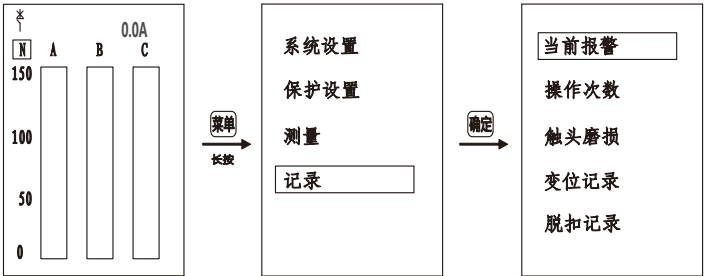 0.0A
N A B C
150
100
50
0
菜单
长按
系统设置
保护设置
测量
记录
确定
当前报警
操作次数
触头磨损
变位记录
脱扣记录